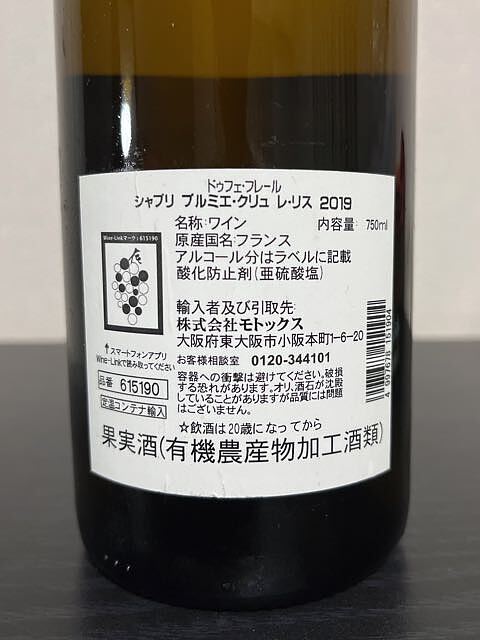 ドゥフェ・フレール
シャブリ プルミエ・クリュ レ・リス 2019
名称:ワイン 内容量: 750ml
原産国名:フランス
アルコール分はラベルに記載
酸化防止剤(亜硫酸塩)
Wine-Linkマーク:615190
輸入者及び引取先:
株式会社モトックス
大阪府東大阪市小阪本町1-6-20
↑スマートフォンアプリ
Wine-Linkで読み取ってください
お客様相談室 0120-344101
品番 615190
定温コンテナ輸入
容器への衝撃は避けてください。破損
する恐れがあります。オリ、酒石が沈殿
していることがありますが品質には問題
はございません。
☆飲酒は20歳になってから
果実酒(有機農産物加工酒類)
4 997678 151904